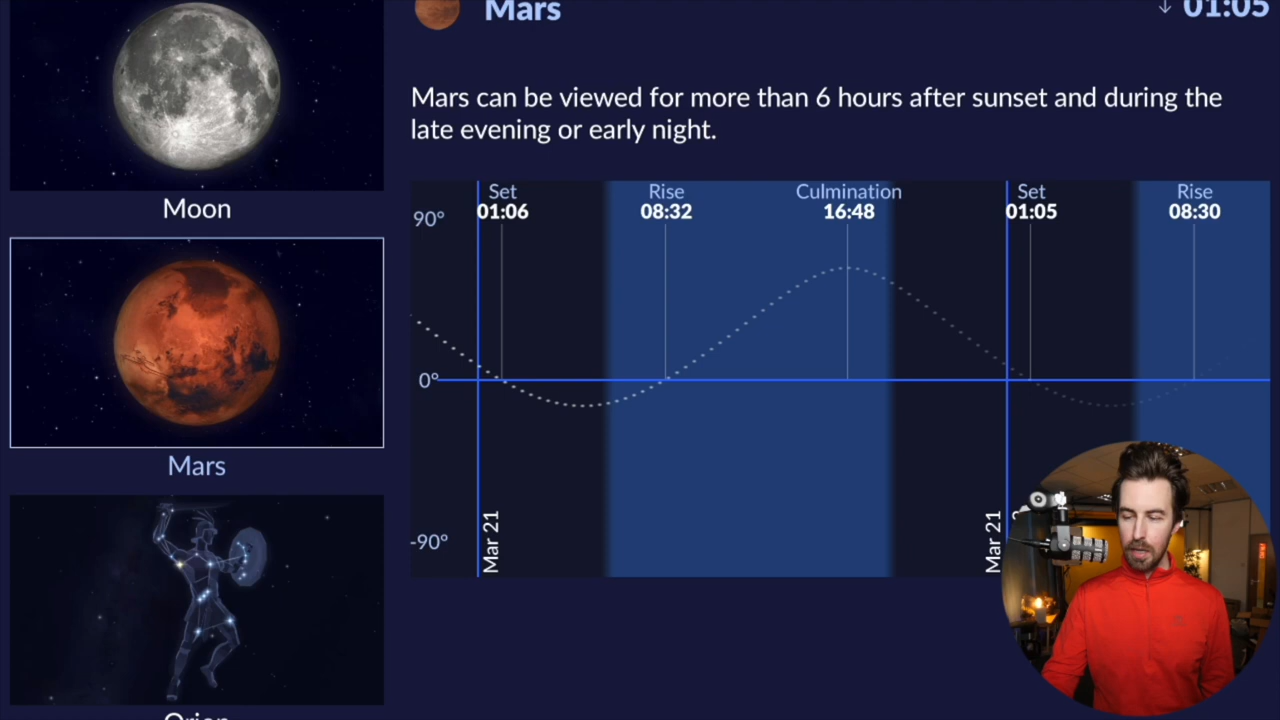 Mars
01:05
Mars can be viewed for more than 6 hours after sunset and during the
late evening or early night.
Moon
Mars
Orion
Set
01:06
Rise
08:32
Culmination
16:48
Set
01:05
Rise
08:30
90°
0°
-90°
Mar 21
Mar 21